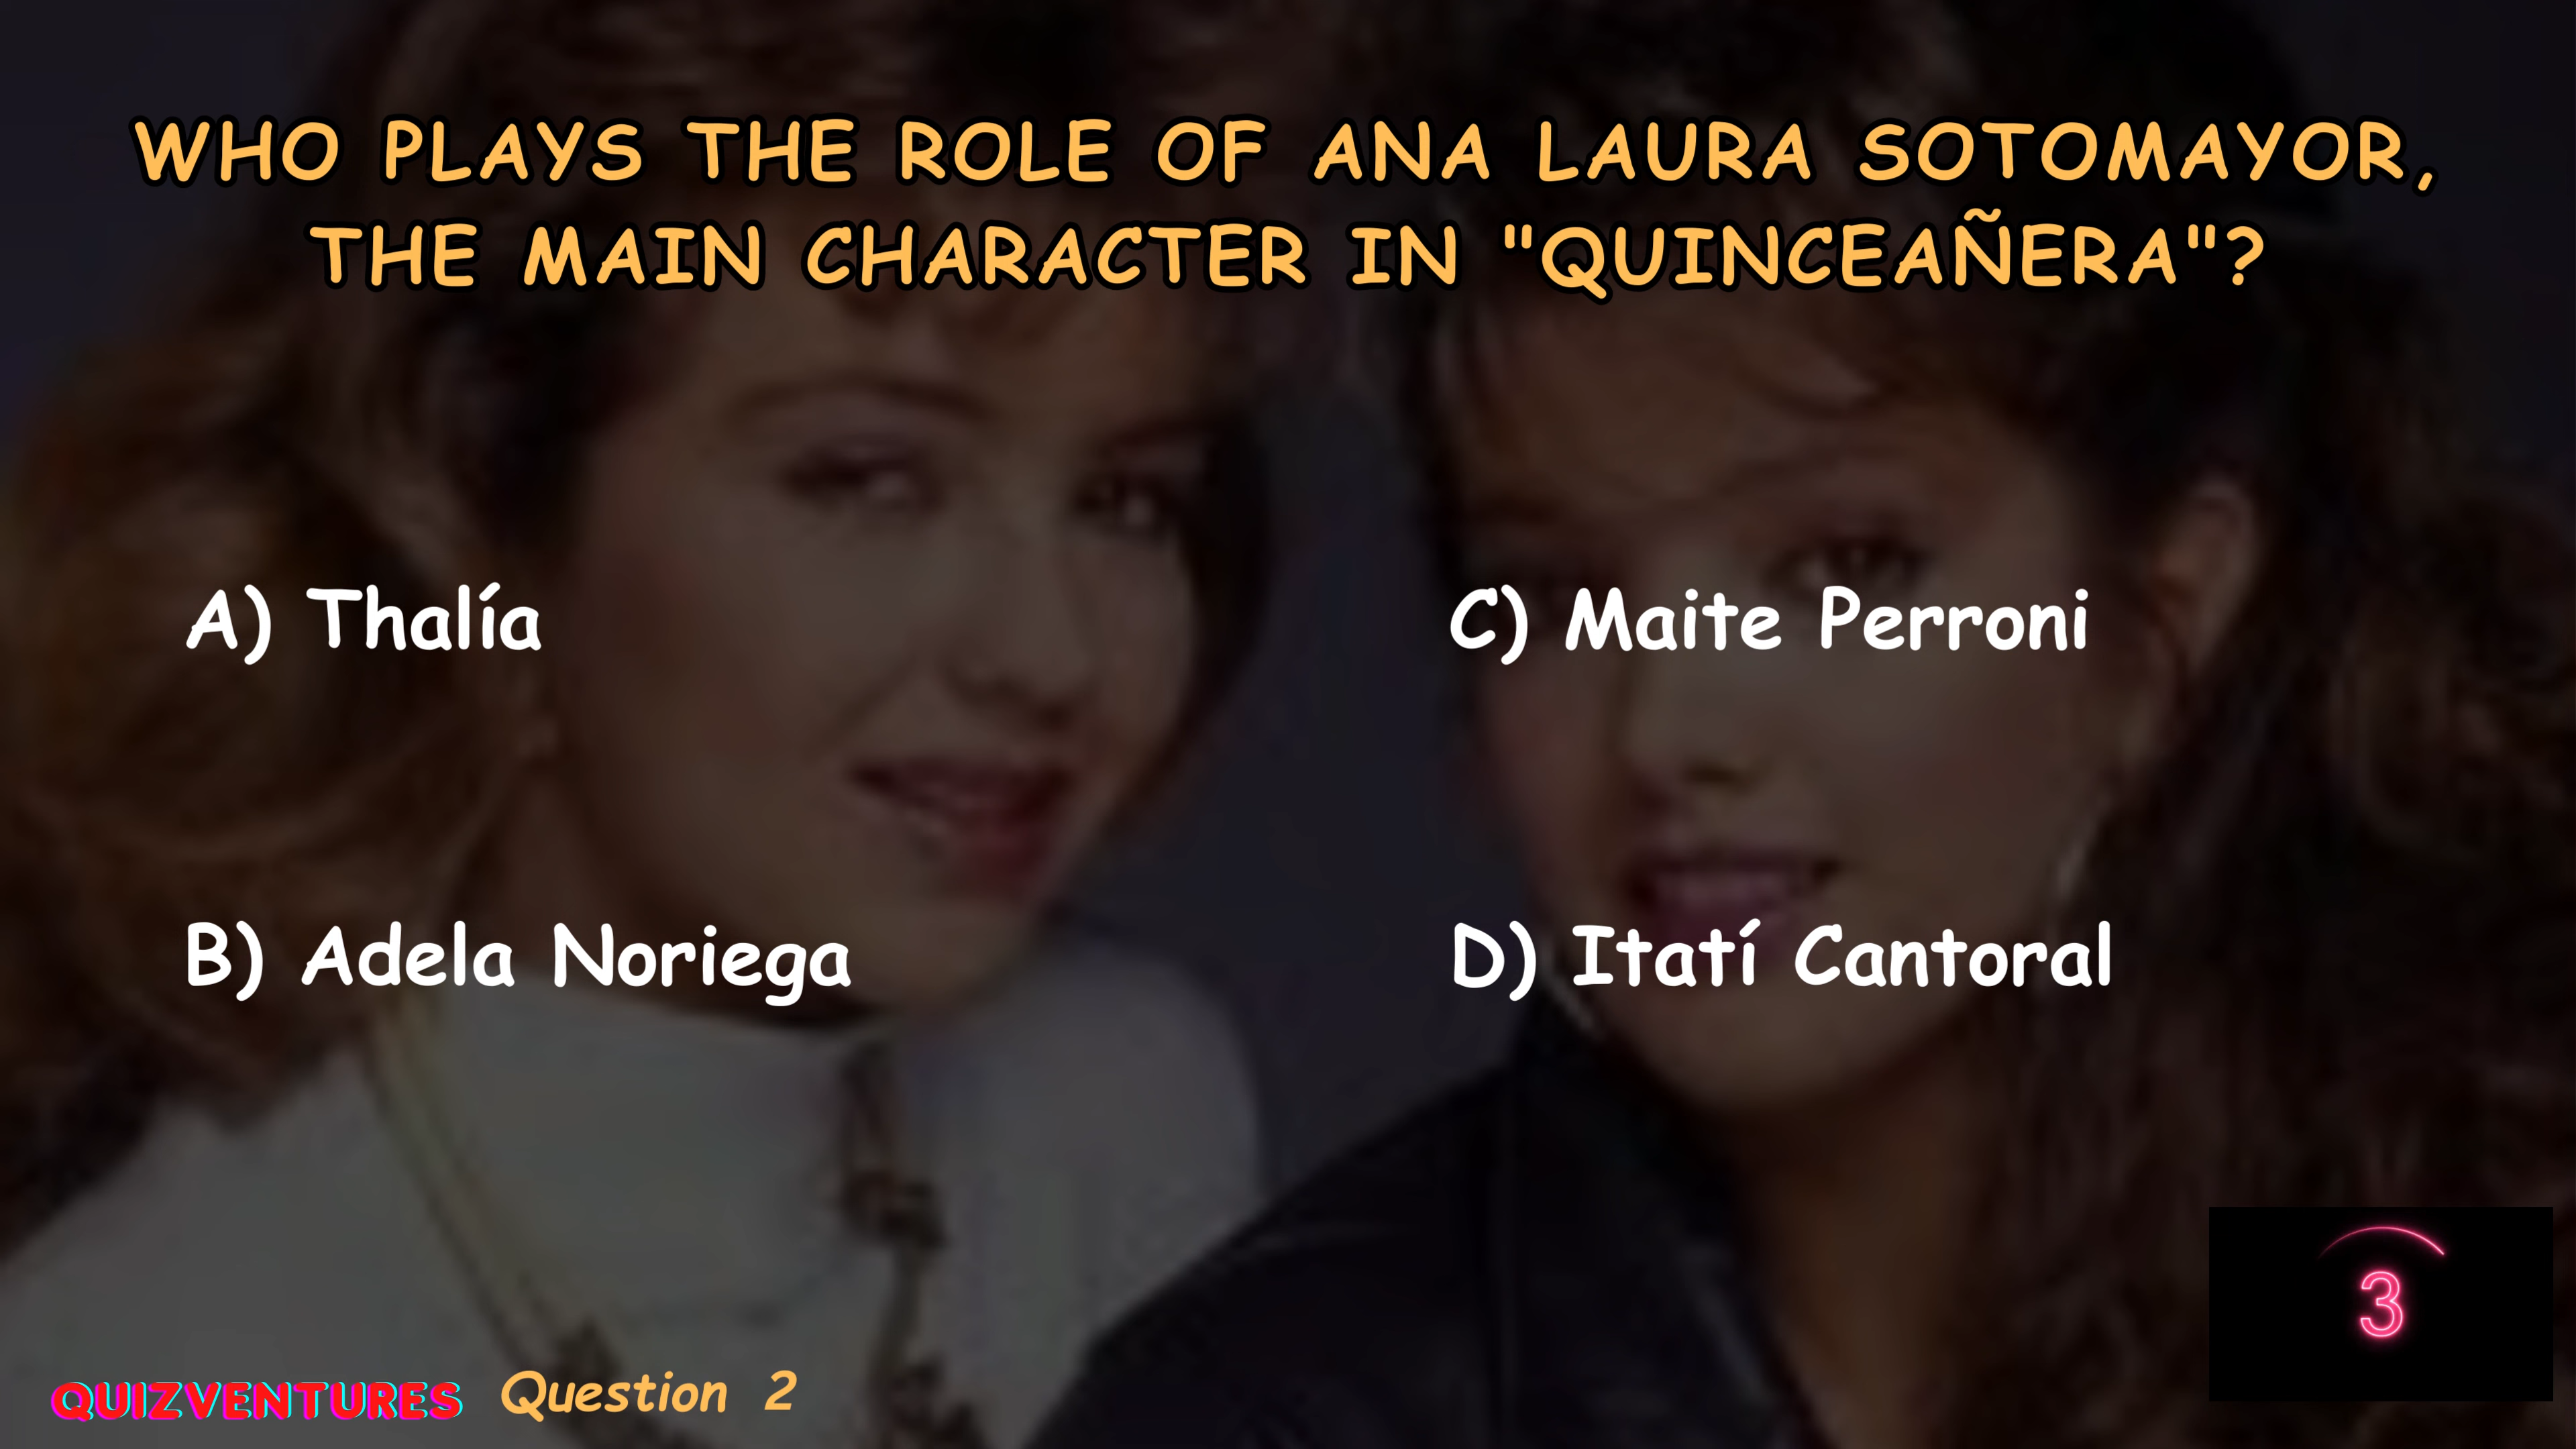 WHO PLAYS THE ROLE OF ANA LAURA SOTOMAYOR,
THE MAIN CHARACTER IN "QUINCEAÑERA"?
A) Thalía
B) Adela Noriega
C) Maite Perroni
D) Itatí Cantoral
3
QUIZVENTURES
Question 2